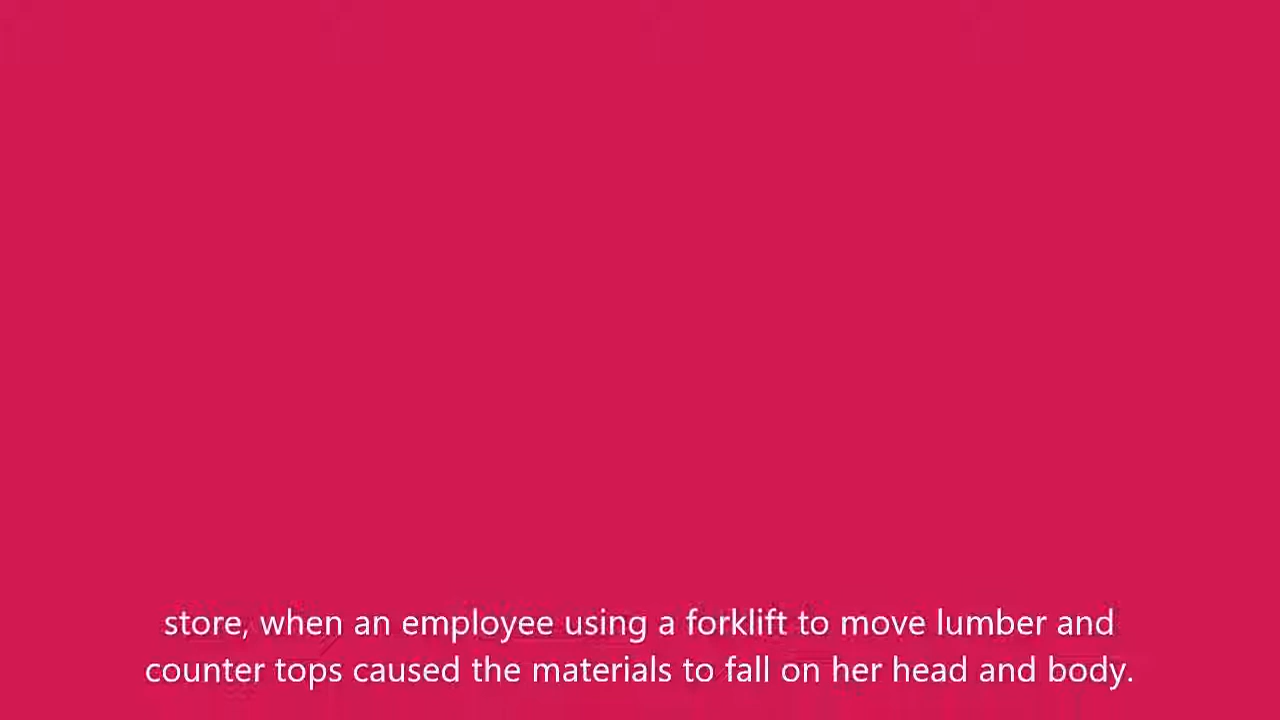 store, when an employee using a forklift to move lumber and
counter tops caused the materials to fall on her head and body.